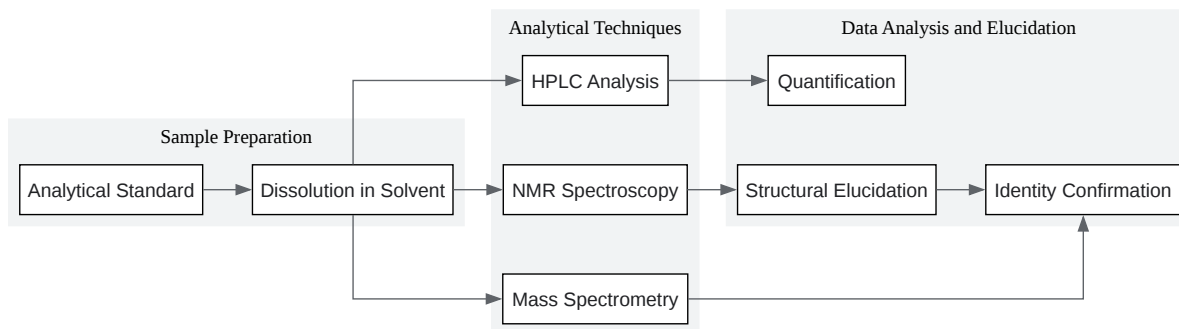 Analytical Techniques
Data Analysis and Elucidation
HPLC Analysis
Quantification
Sample Preparation
Analytical Standard
Dissolution in Solvent
NMR Spectroscopy
Structural Elucidation
Identity Confirmation
Mass Spectrometry